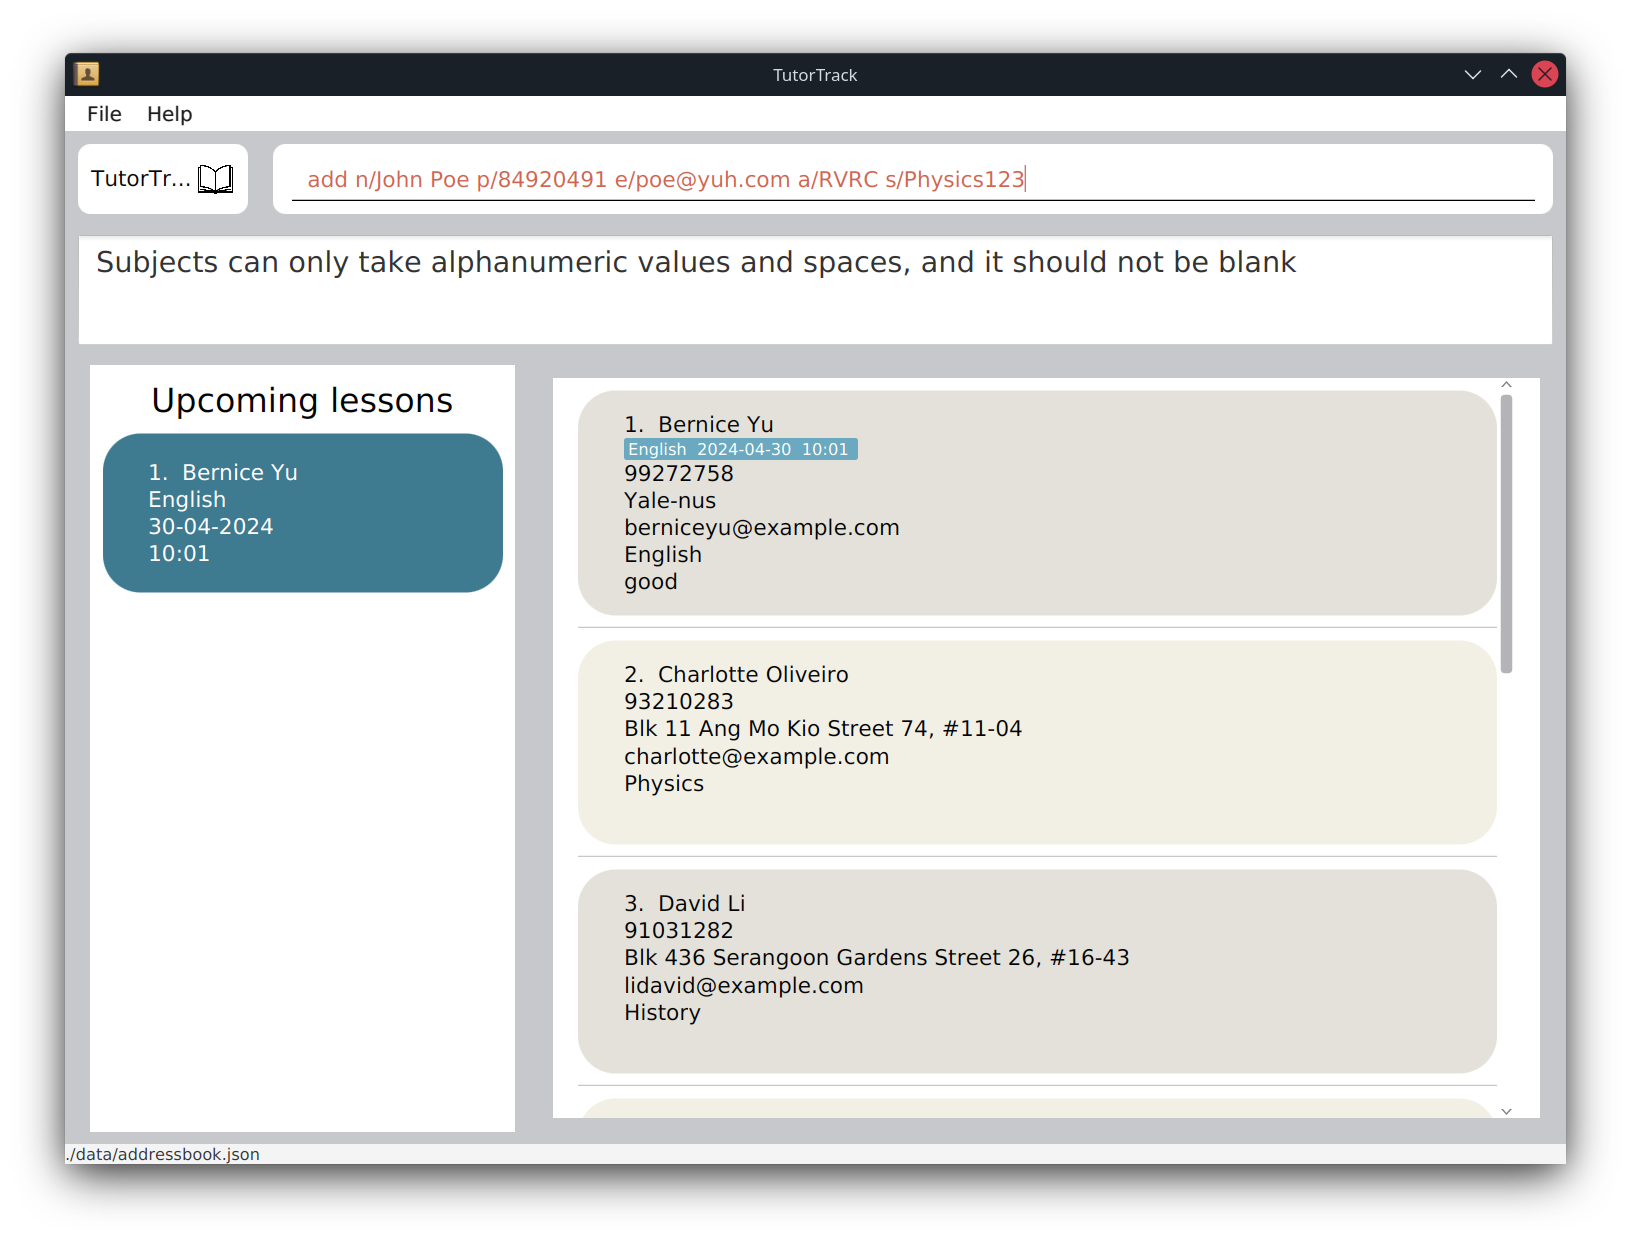 TutorTrack
File Help
TutorTr...
add n/John Poe p/84920491 e/poe@yuh.com a/RVRC s/Physics123
Subjects can only take alphanumeric values and spaces, and it should not be blank
Upcoming lessons
1. Bernice Yu
English
30-04-2024
10:01
1. Bernice Yu
English 2024-04-30 10:01
99272758
Yale-nus
berniceyu@example.com
English
good
2. Charlotte Oliveiro
93210283
Blk 11 Ang Mo Kio Street 74, #11-04
charlotte@example.com
Physics
3. David Li
91031282
Blk 436 Serangoon Gardens Street 26, #16-43
lidavid@example.com
History
./data/addressbook.json